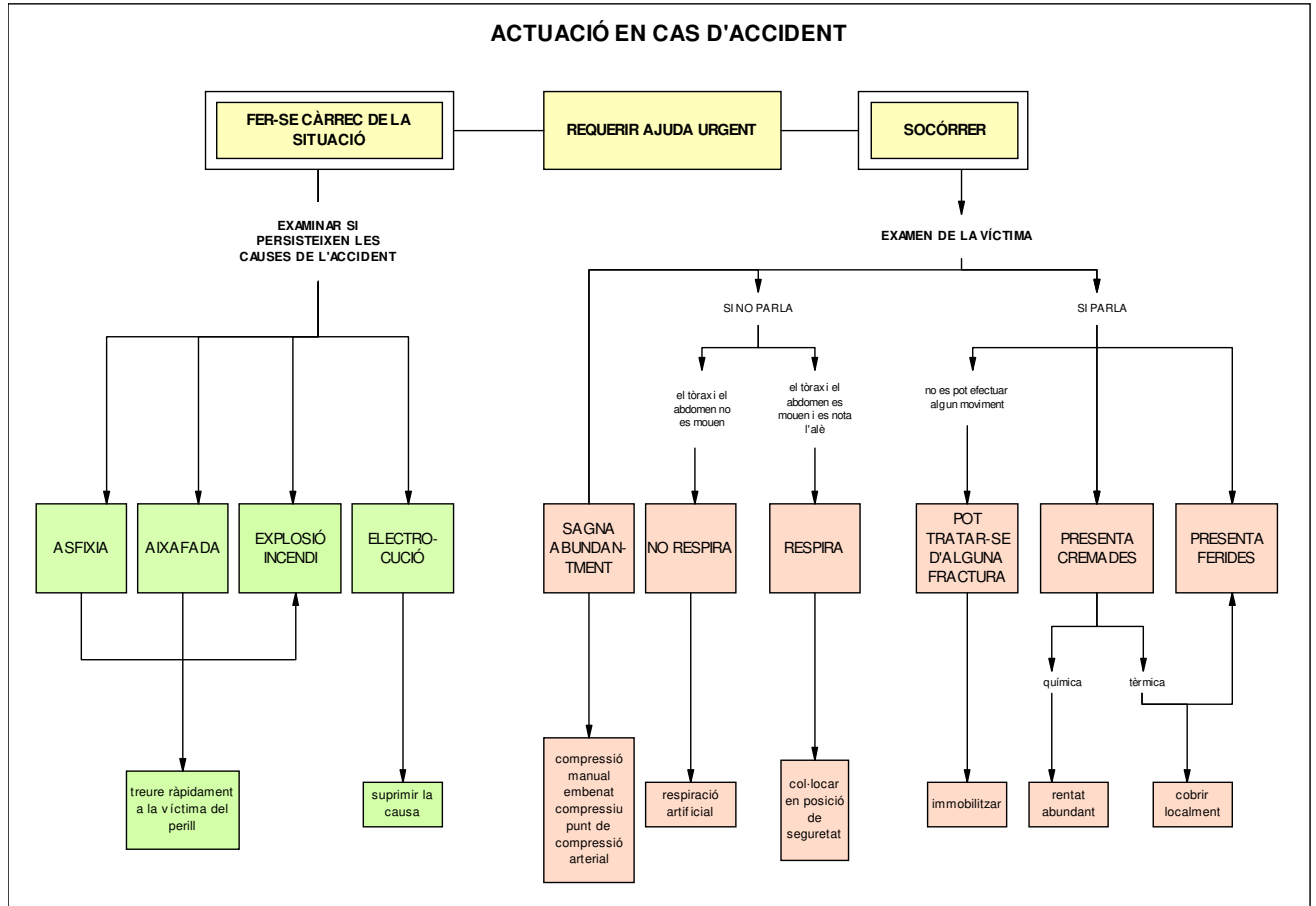 ACTUACIÓ EN CAS D'ACCIDENT
FER-SE CÀRREC DE LA
SITUACIÓ
REQUERIR AJUDA URGENT
SOCÓRRER
EXAMINAR SI
PERSISTEIXEN LES
CAUSES DE L'ACCIDENT
EXAMEN DE LA VÍCTIMA
SI NO PARLA
SI PARLA
el tòrax i el
abdomen no
es mouen
el tòrax i el
abdomen es
mouen i es nota
l'alè
no es pot efectuar
algun moviment
ASFIXIA
AIXAFADA
EXPLOSIÓ
INCENDI
ELECTRO-
CUCIÓ
SAGNA
ABUNDAN-
TMENT
NO RESPIRA
RESPIRA
POT
TRATAR-SE
D'ALGUNA
FRACTURA
PRESENTA
CREMADES
PRESENTA
FERIDES
química
tèrmica
treure ràpidament
a la víctima del
perill
suprimir la
causa
compressió
manual
embenat
compressiu
punt de
compressió
arterial
respiració
artificial
col·locar
en posició
de
seguretat
immobilitzar
rentat
abundant
cobrir
localment